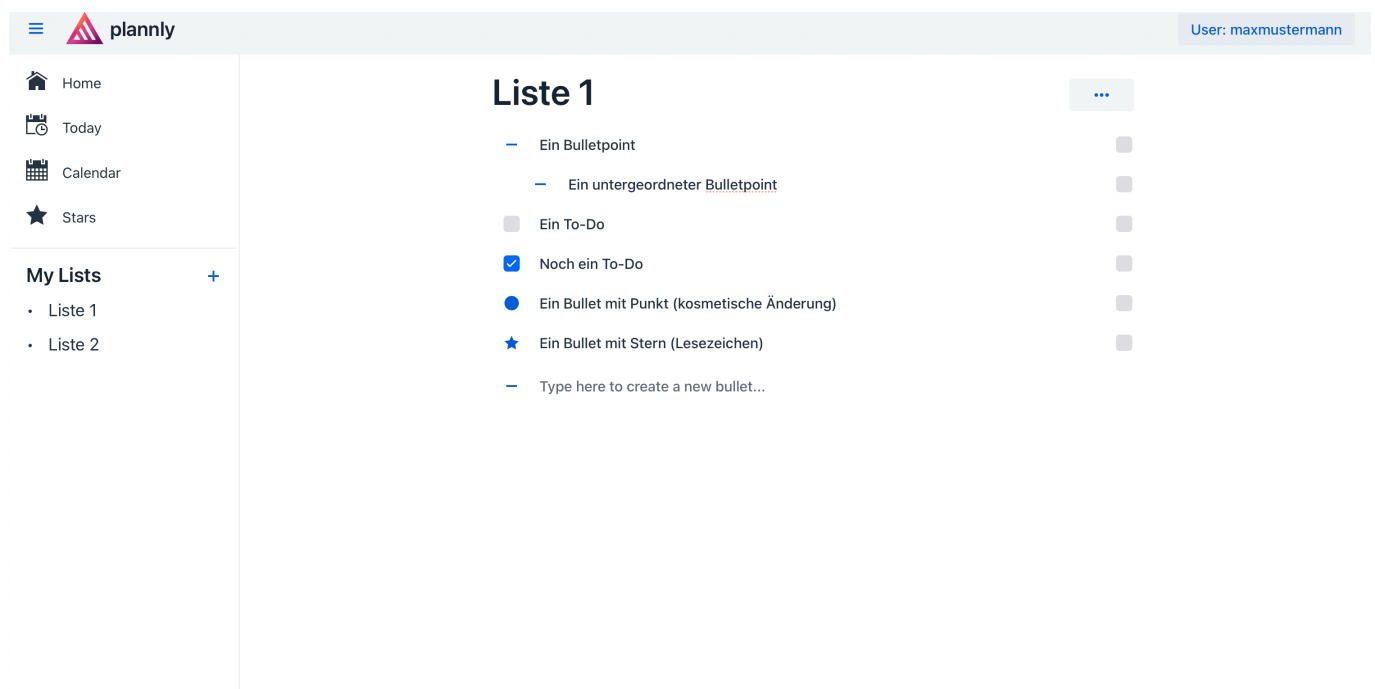 plannly
User: maxmustermann
Home
Today
Calendar
Stars
My Lists
Liste 1
Liste 2
Liste 1
Ein Bulletpoint
Ein untergeordneter Bulletpoint
Ein To-Do
Noch ein To-Do
Ein Bullet mit Punkt (kosmetische Änderung)
Ein Bullet mit Stern (Lesezeichen)
Type here to create a new bullet...